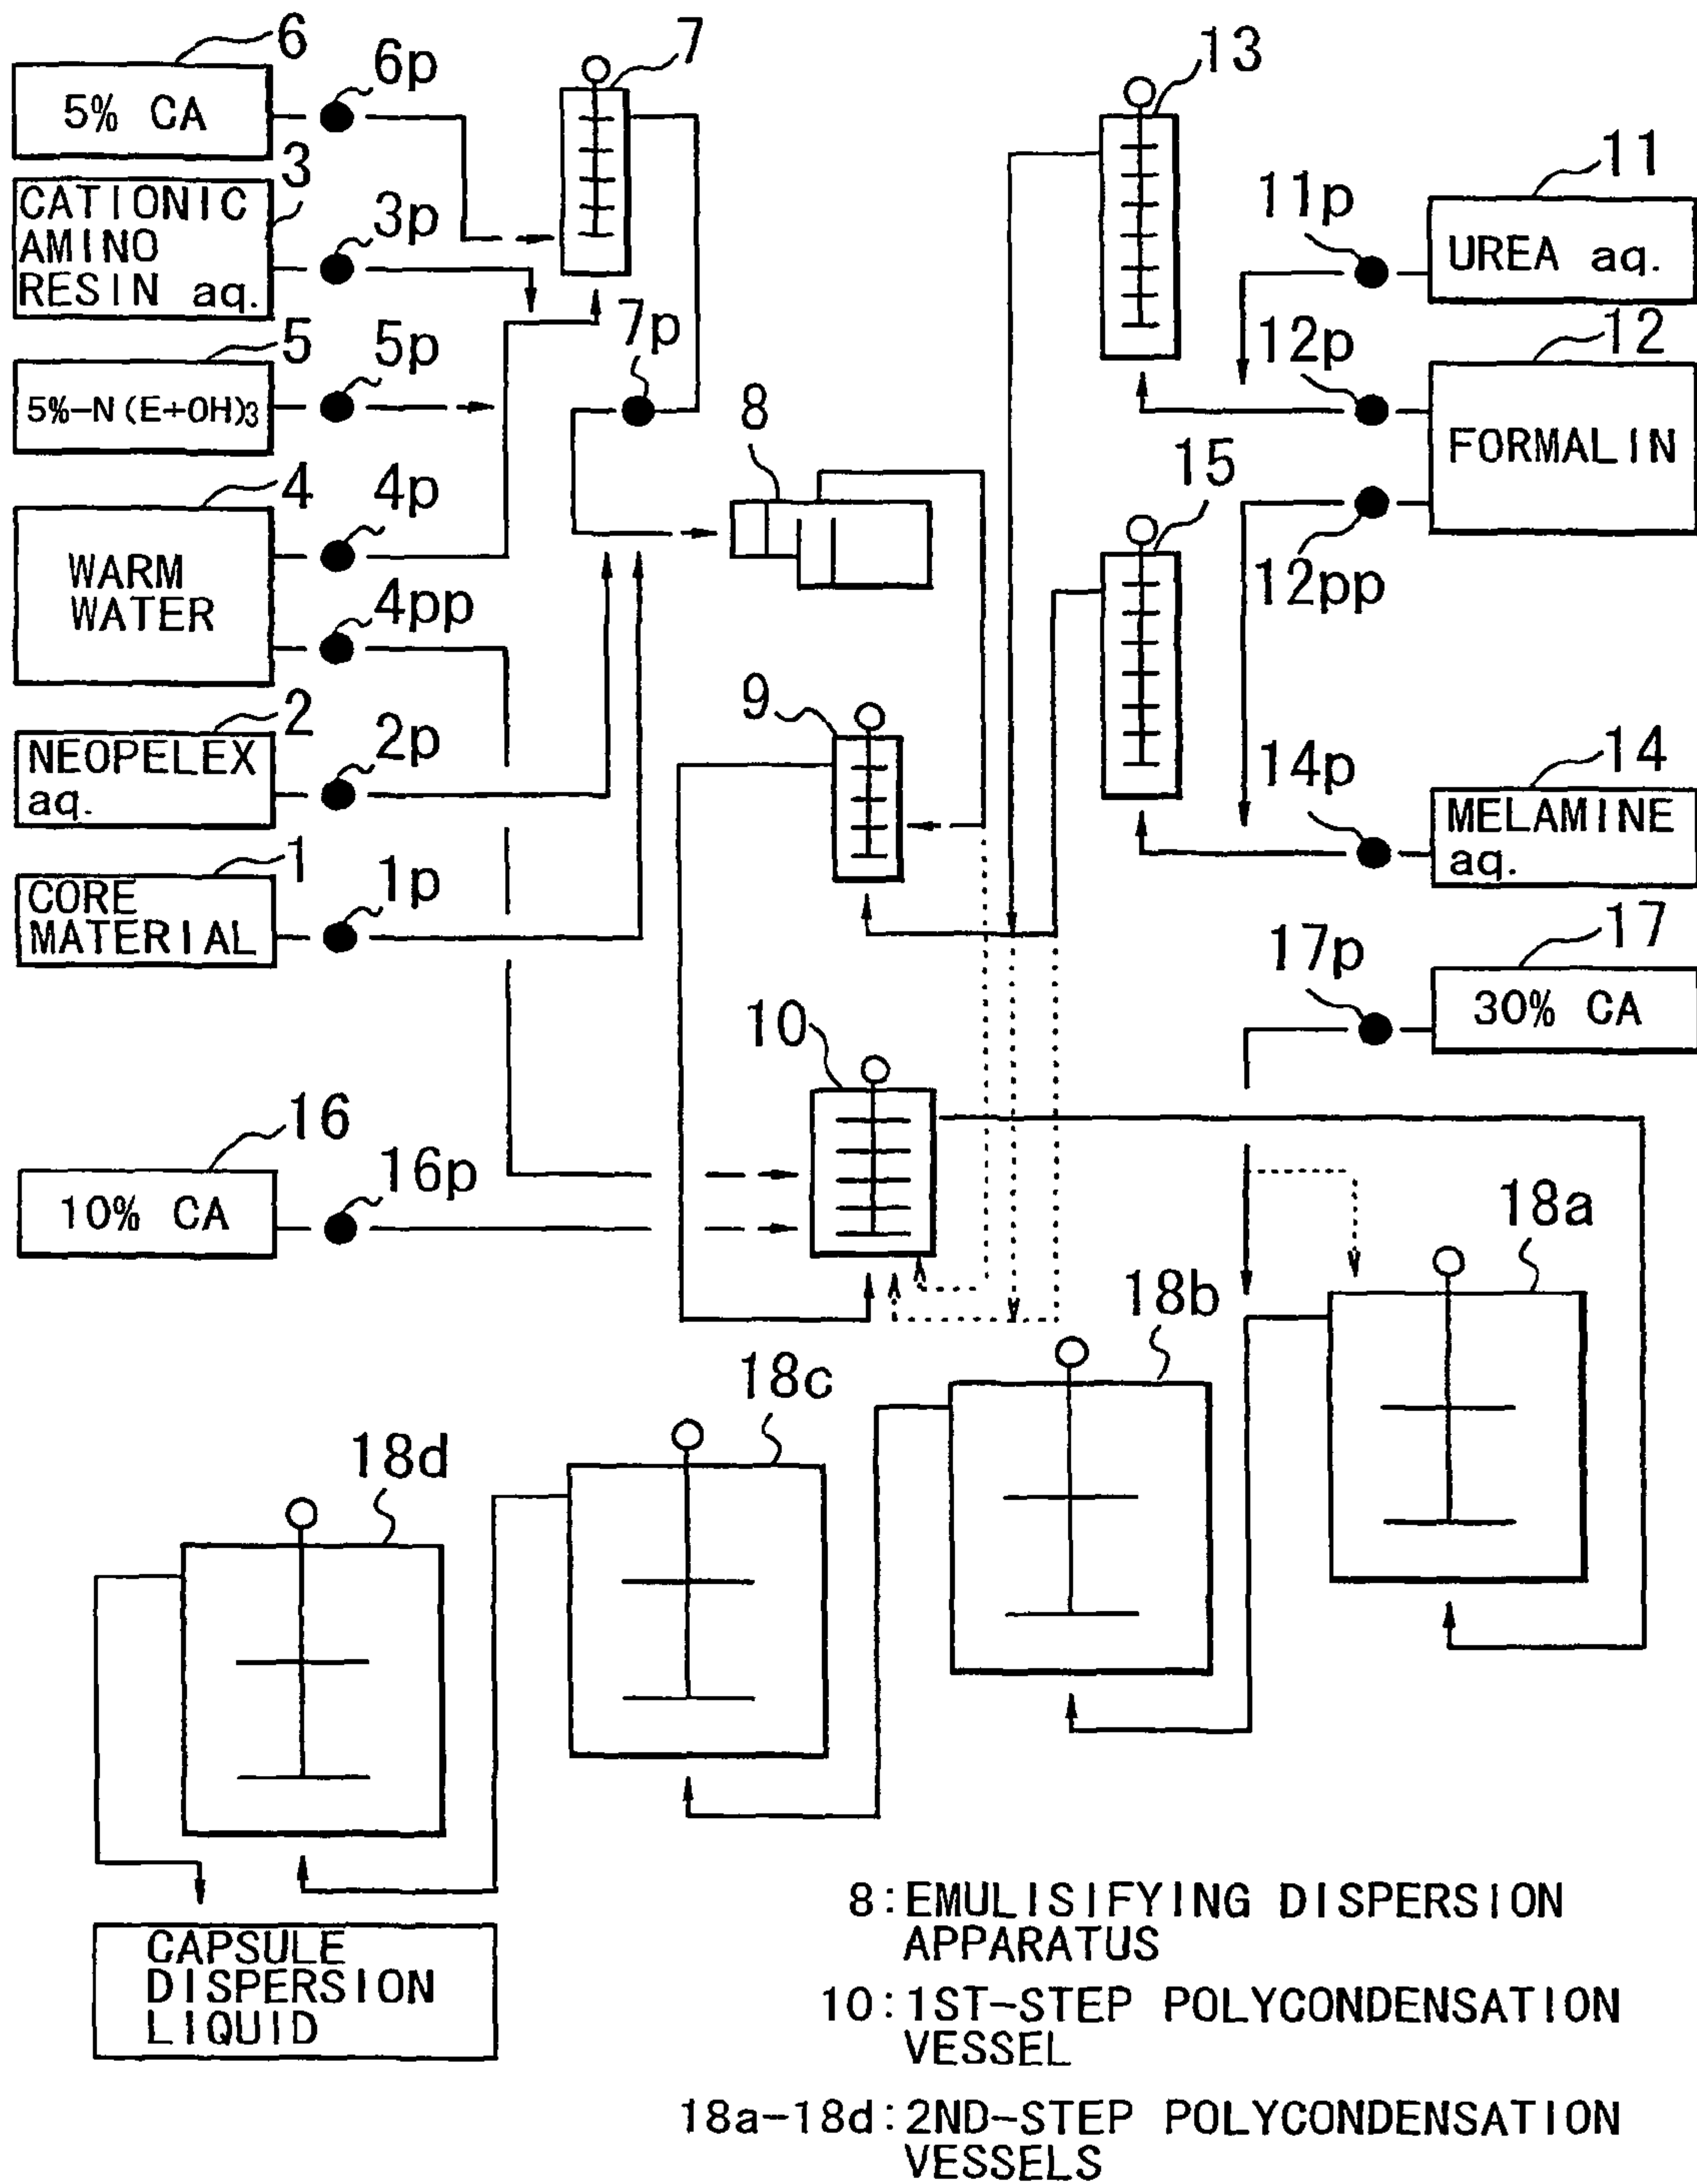 6
5% CA
6p
7
3
CATIONIC
AMINO
RESIN aq.
3p
5
5%-N(E+OH)3
5p
7p
4
WARM
WATER
4p
4pp
8
2
NEOPELEX
aq.
2p
1
CORE
MATERIAL
1p
9
10
16
10% CA
16p
13
11
UREA aq.
11p
12
FORMALIN
12p
12pp
15
14
MELAMINE
aq.
14p
17
30% CA
17p
18a
18b
18c
18d
CAPSULE
DISPERSION
LIQUID
8:EMULISIFYING DISPERSION
APPARATUS
10:1ST-STEP POLYCONDENSATION
VESSEL
18a-18d:2ND-STEP POLYCONDENSATION
VESSELS